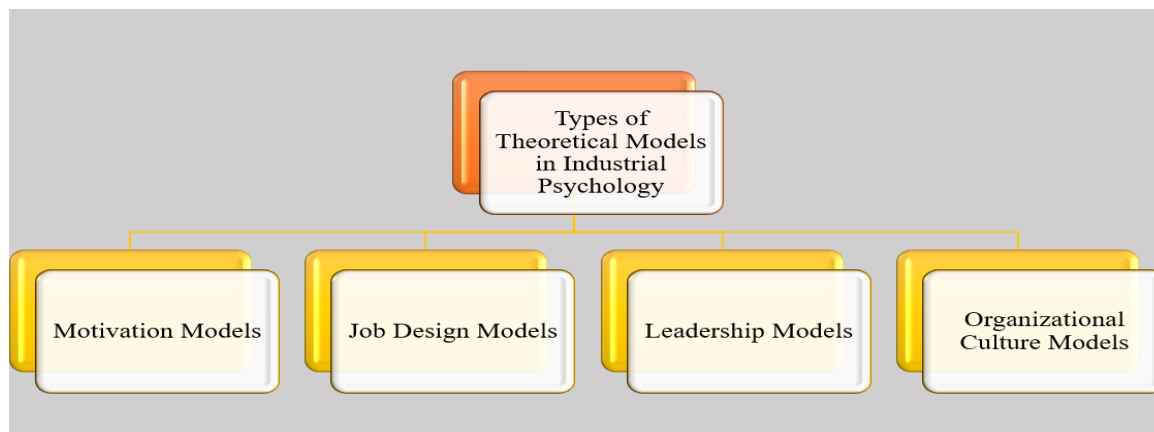 Types of
Theoretical Models
in Industrial
Psychology
Motivation Models
Job Design Models
Leadership Models
Organizational
Culture Models